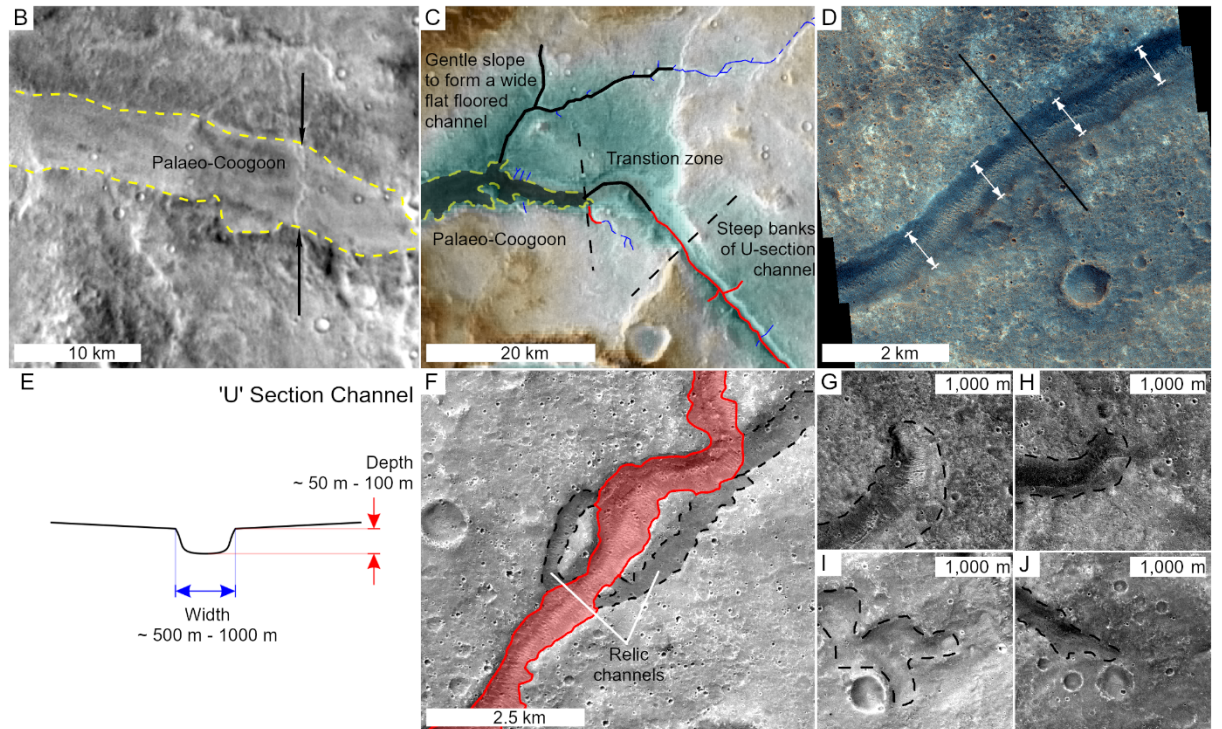 B
Palaeo-Coogoon
10 km
C
Gentle slope
to form a wide
flat floored
channel
Transtion zone
Palaeo-Coogoon
Steep banks
of U-section
channel
20 km
D
2 km
E
'U' Section Channel
Depth
~ 50 m - 100 m
Width
~ 500 m - 1000 m
F
Relic
channels
2.5 km
G
1,000 m
H
1,000 m
I
1,000 m
J
1,000 m